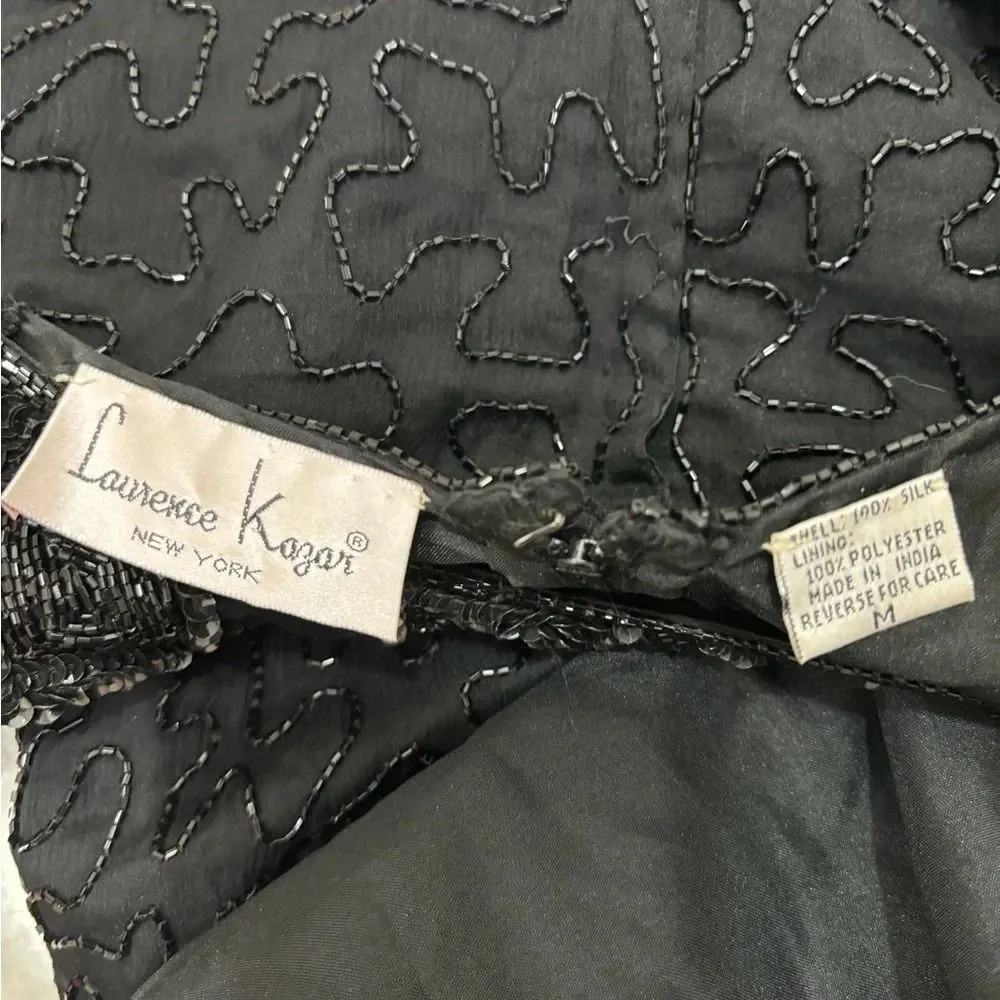 Laurence Kazar®
NEW YORK
SHELL: 100% SILK
LINING:
100% POLYESTER
MADE IN INDIA
REVERSE FOR CARE
M